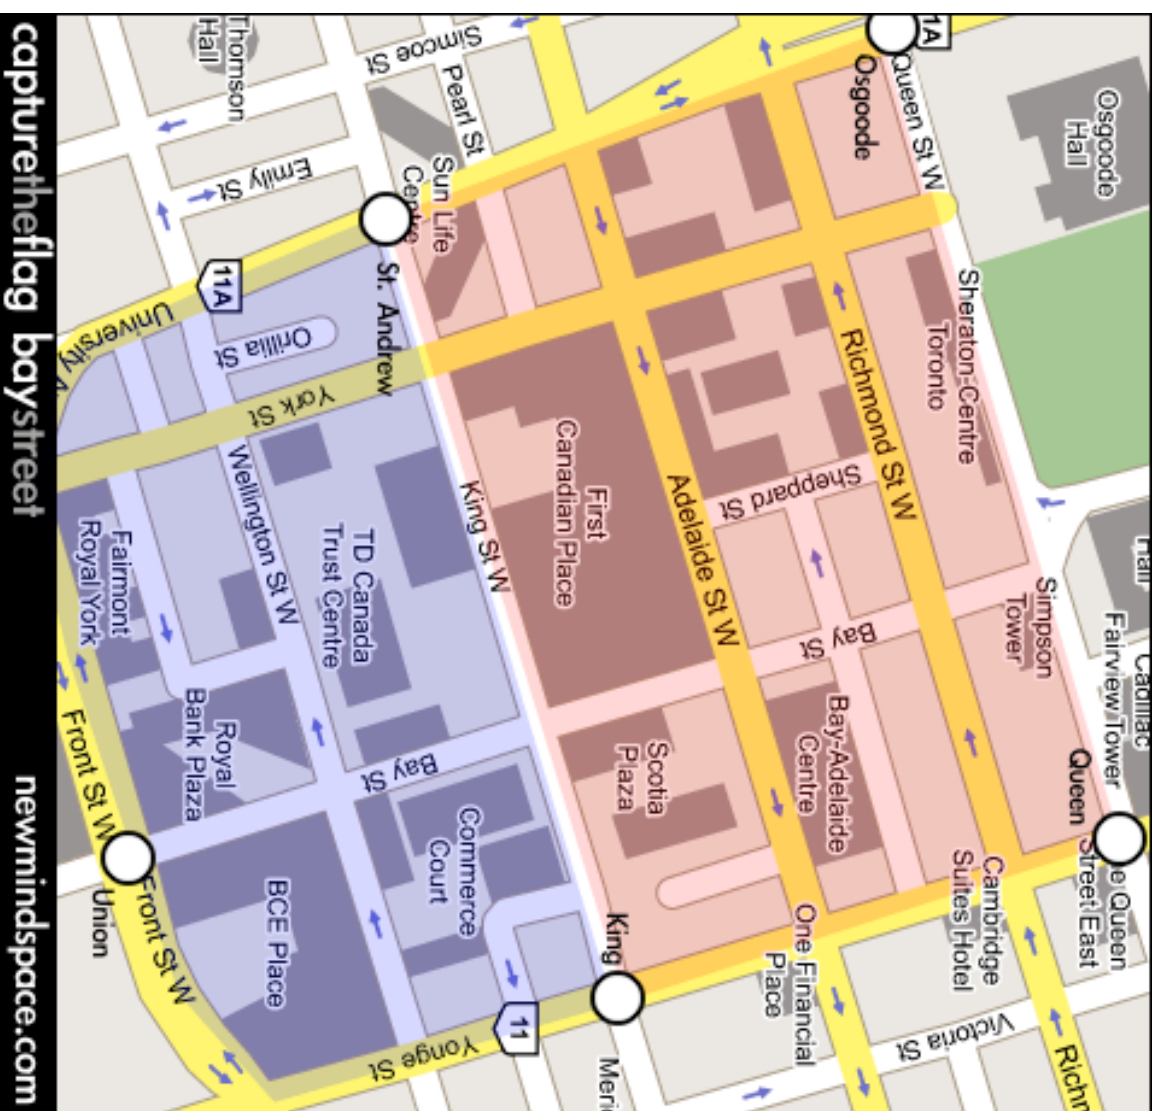 capturetheflag baystreet
newmindspace.com
Thomson
Hall
Simcoe
St
Pearl St
Emily
St
11A
University
Orillia
St
York St
Sun Life
Centre
St. Andrew
Osgoode
1A
Queen St W
Osgoode
Hall
Sheraton-Centre
Toronto
Richmond St W
Sheppard
St
Adelaide St W
First
Canadian Place
King St W
Wellington St W
TD Canada
Trust Centre
Fairmont
Royal York
Front St W
Royal
Bank Plaza
Bay
St
Bay
St
Simpson
Tower
Hall
Cadillac
Fairview Tower
Queen
Bay-Adelaide
Centre
Scotia
Plaza
Commerce
Court
BCE Place
Union
Front St W
King
11
Yonge
St
One Financial
Place
Cambridge
Suites Hotel
e Queen
Street East
Victoria
St
Richm
Meri